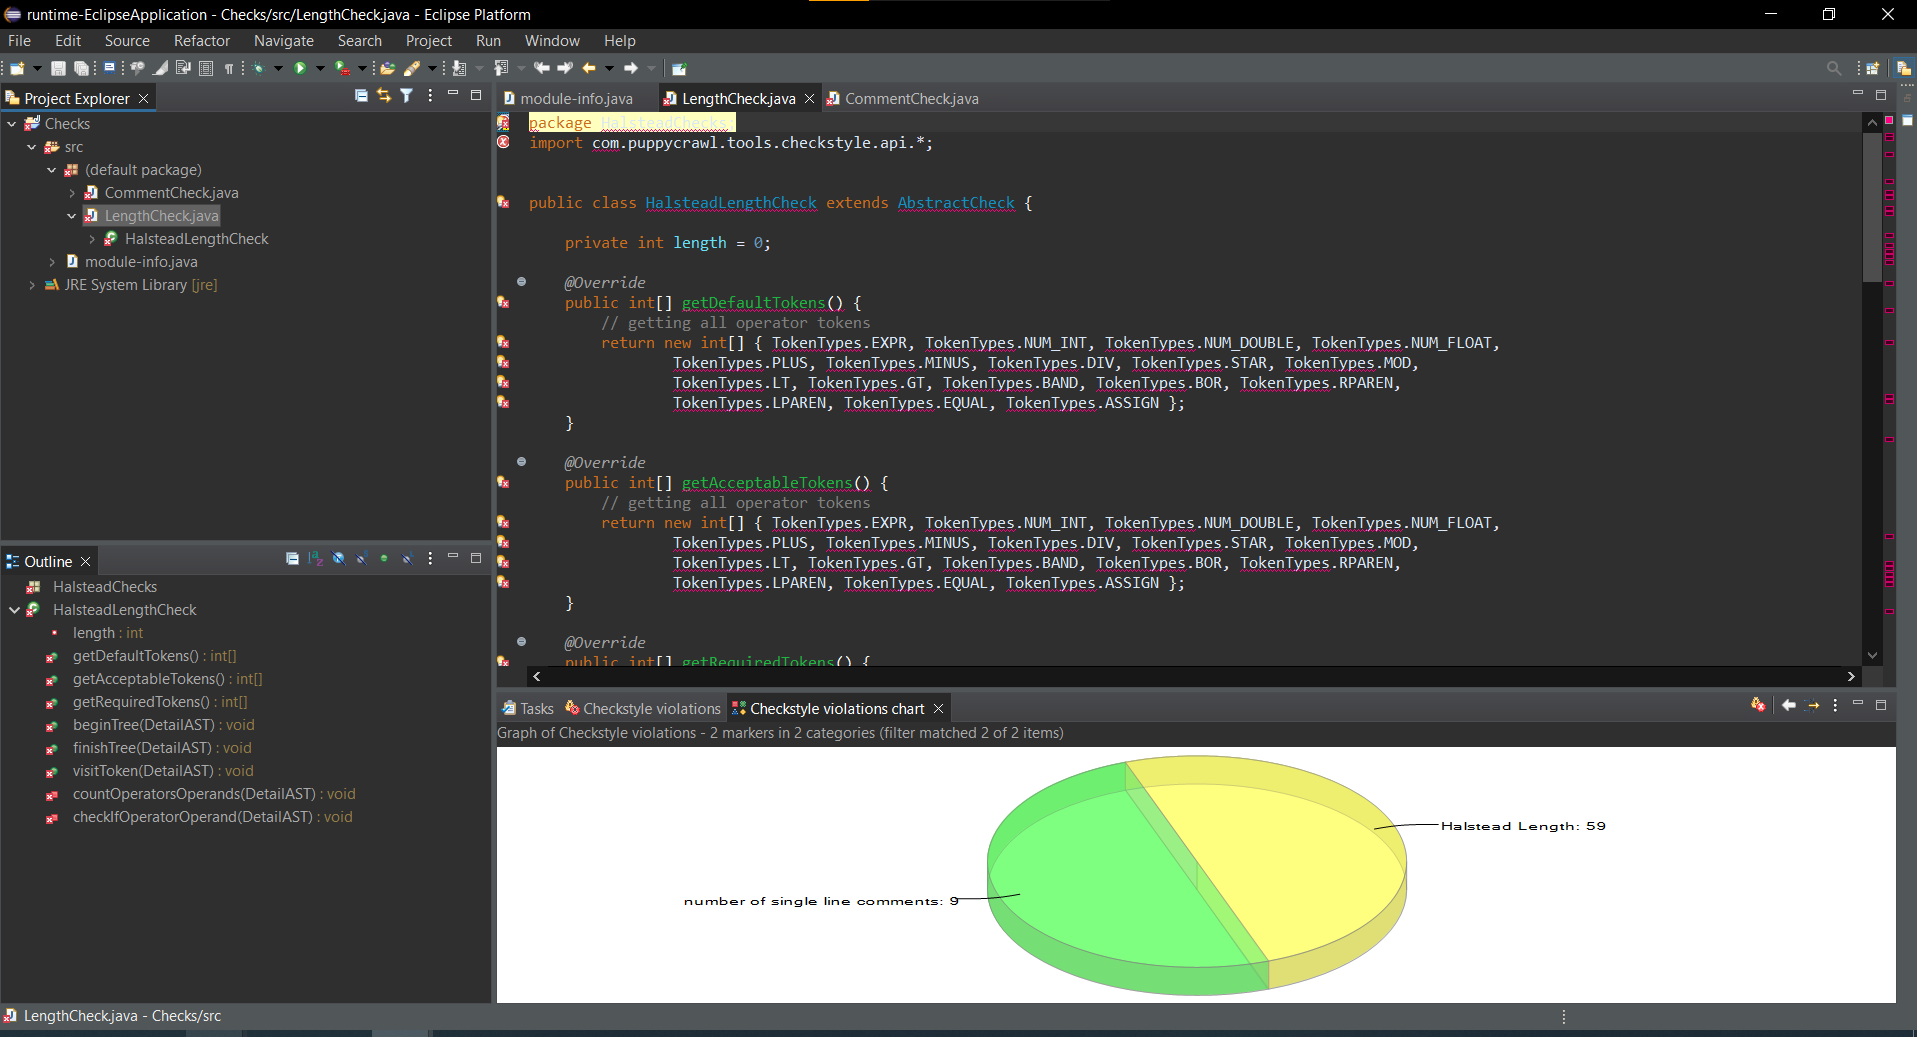 runtime-EclipseApplication - Checks/src/LengthCheck.java - Eclipse Platform
File Edit Source Refactor Navigate Search Project Run Window Help
Project Explorer
Checks
src
(default package)
CommentCheck.java
LengthCheck.java
HalsteadLengthCheck
module-info.java
JRE System Library [jre]
Outline
HalsteadChecks
HalsteadLengthCheck
length : int
getDefaultTokens() : int[]
getAcceptableTokens() : int[]
getRequiredTokens() : int[]
beginTree(DetailAST) : void
finishTree(DetailAST) : void
visitToken(DetailAST) : void
countOperatorsOperands(DetailAST) : void
checkIfOperatorOperand(DetailAST) : void
module-info.java LengthCheck.java CommentCheck.java
package HalsteadChecks;
import com.puppycrawl.tools.checkstyle.api.*;
public class HalsteadLengthCheck extends AbstractCheck {
private int length = 0;
@Override
public int[] getDefaultTokens() {
// getting all operator tokens
return new int[] { TokenTypes.EXPR, TokenTypes.NUM_INT, TokenTypes.NUM_DOUBLE, TokenTypes.NUM_FLOAT,
TokenTypes.PLUS, TokenTypes.MINUS, TokenTypes.DIV, TokenTypes.STAR, TokenTypes.MOD,
TokenTypes.LT, TokenTypes.GT, TokenTypes.BAND, TokenTypes.BOR, TokenTypes.RPAREN,
TokenTypes.LPAREN, TokenTypes.EQUAL, TokenTypes.ASSIGN };
}
@Override
public int[] getAcceptableTokens() {
// getting all operator tokens
return new int[] { TokenTypes.EXPR, TokenTypes.NUM_INT, TokenTypes.NUM_DOUBLE, TokenTypes.NUM_FLOAT,
TokenTypes.PLUS, TokenTypes.MINUS, TokenTypes.DIV, TokenTypes.STAR, TokenTypes.MOD,
TokenTypes.LT, TokenTypes.GT, TokenTypes.BAND, TokenTypes.BOR, TokenTypes.RPAREN,
TokenTypes.LPAREN, TokenTypes.EQUAL, TokenTypes.ASSIGN };
}
@Override
public int[] getRequiredTokens() {
Tasks Checkstyle violations Checkstyle violations chart
Graph of Checkstyle violations - 2 markers in 2 categories (filter matched 2 of 2 items)
Halstead Length: 59
number of single line comments: 9
LengthCheck.java - Checks/src